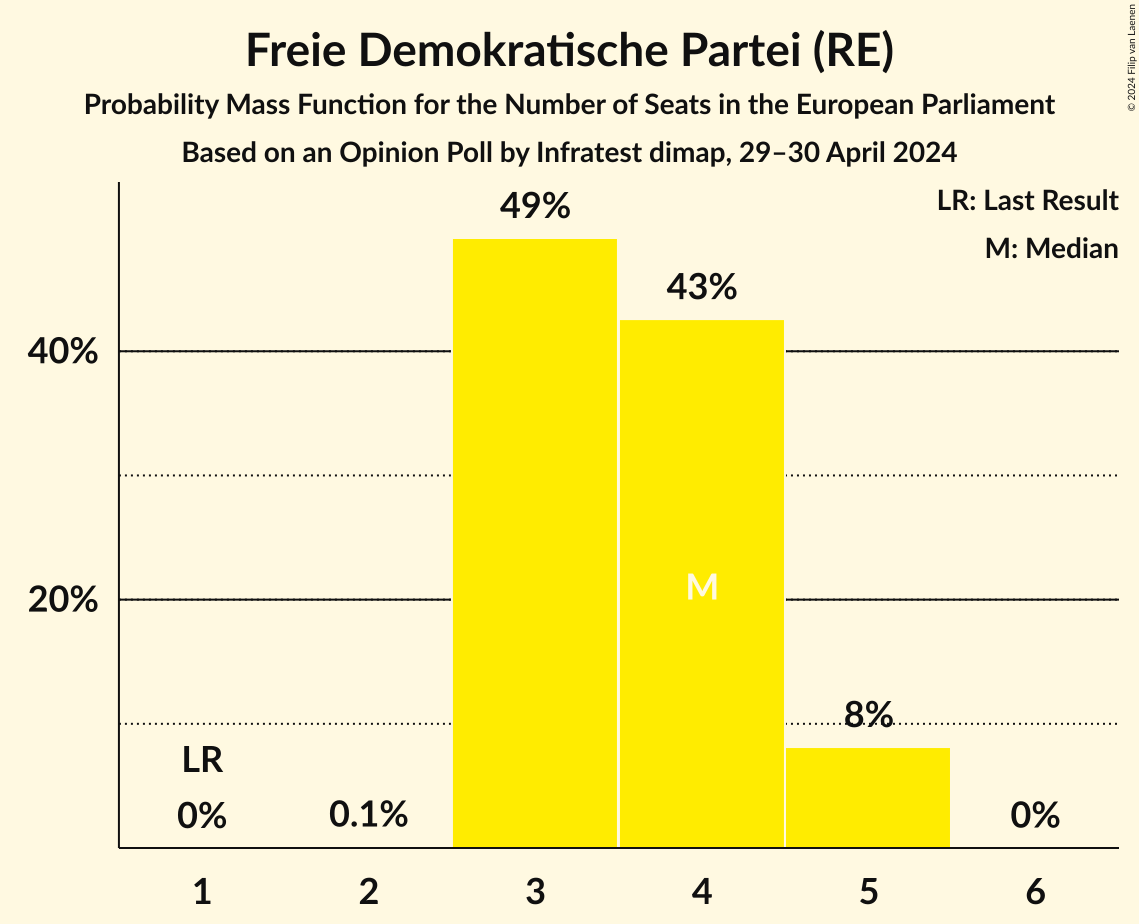 Freie Demokratische Partei (RE)
Probability Mass Function for the Number of Seats in the European Parliament
Based on an Opinion Poll by Infratest dimap, 29–30 April 2024
© 2024 Filip van Laenen
LR: Last Result
M: Median
49%
43%
40%
M
20%
8%
LR
0%
0.1%
0%
1
2
3
4
5
6